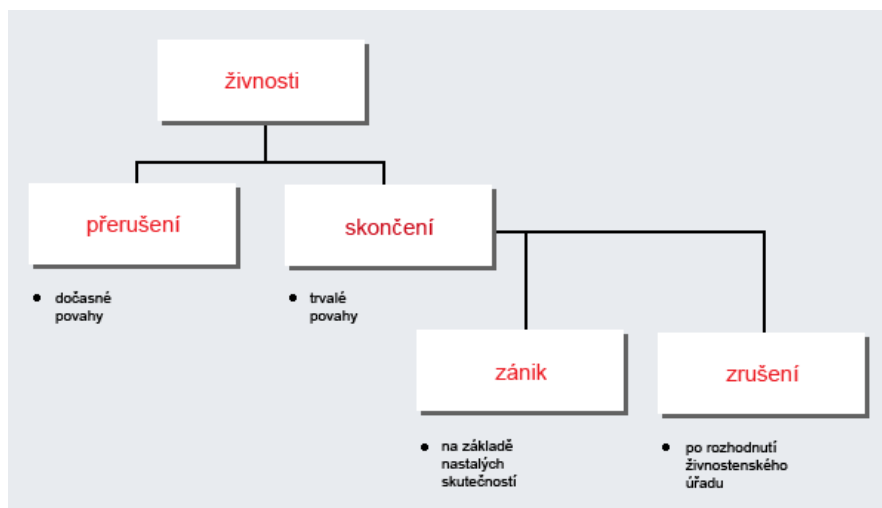 živnosti
přerušení
skončení
dočasné
povahy
trvalé
povahy
zánik
zrušení
na základě
nastalých
skutečností
po rozhodnutí
živnostenského
úřadu